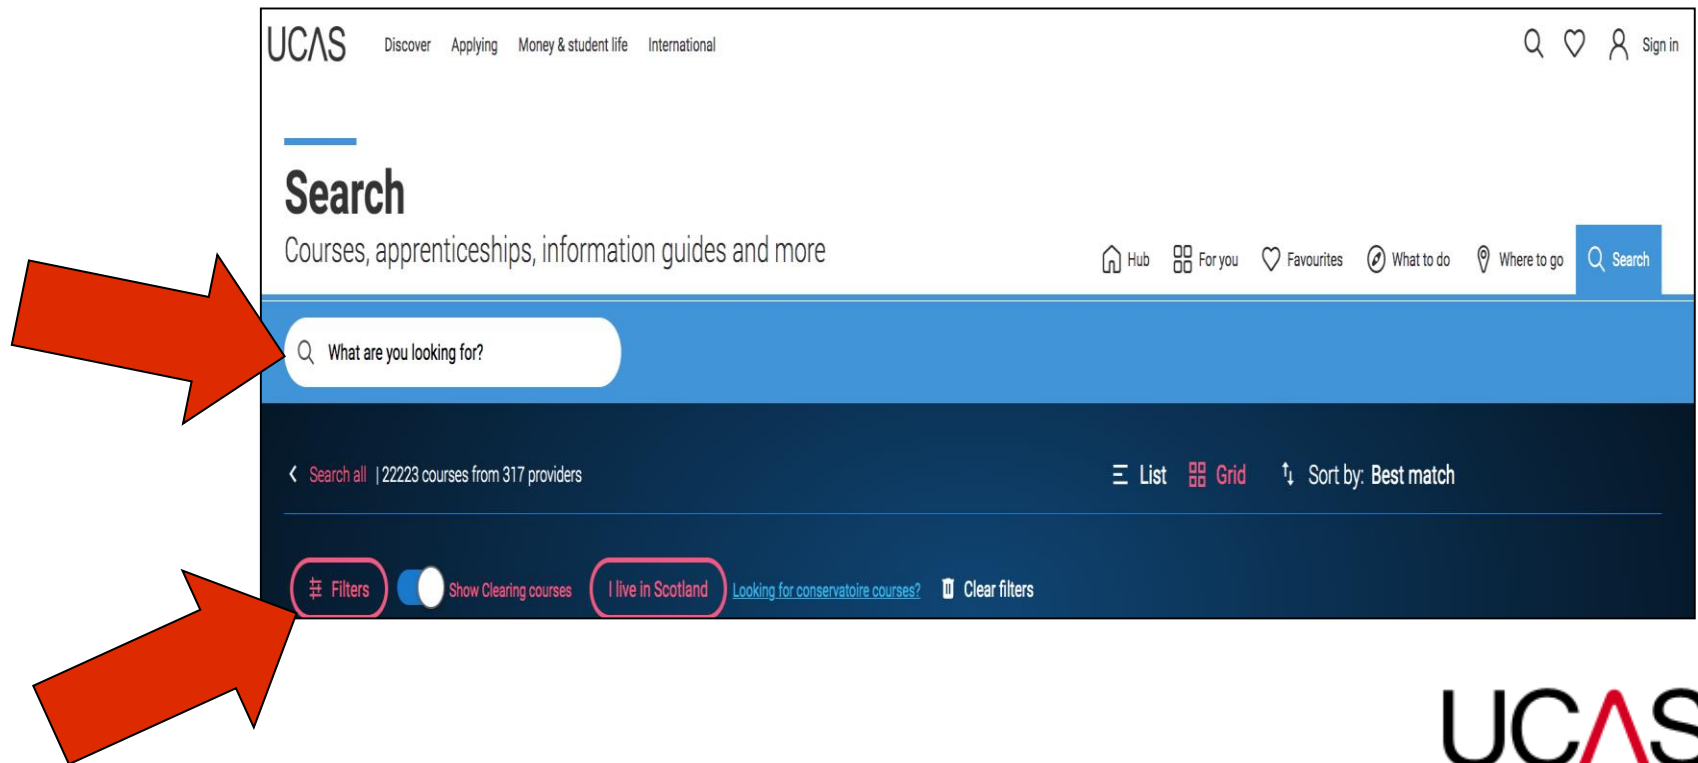 UCAS Discover Applying Money & student life International Sign in
Search
Courses, apprenticeships, information guides and more
Hub For you Favourites What to do Where to go Search
What are you looking for?
Search all | 22223 courses from 317 providers List Grid Sort by: Best match
Filters Show Clearing courses I live in Scotland Looking for conservatoire courses? Clear filters
UCAS